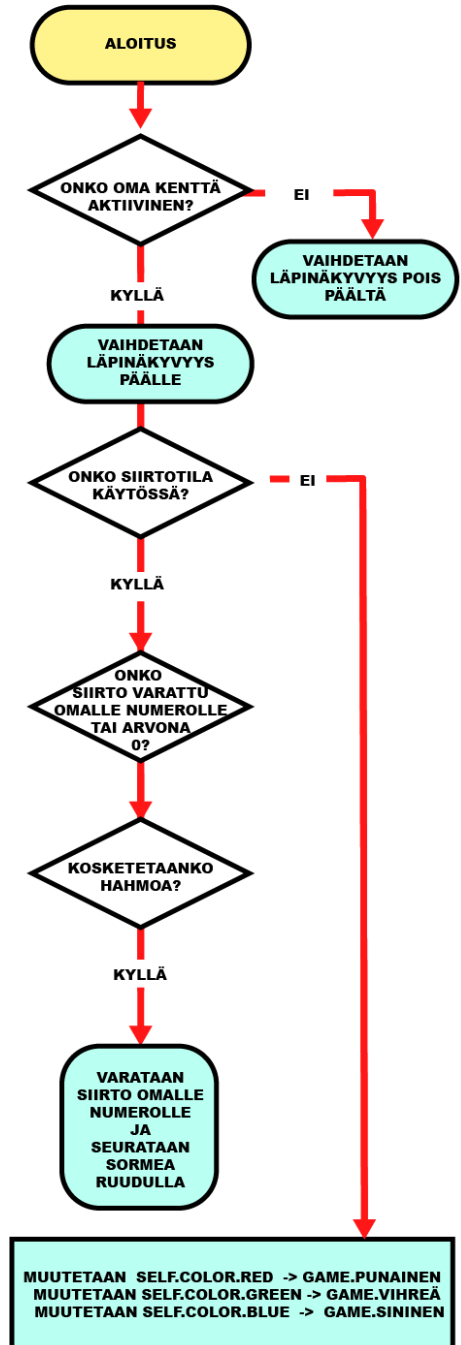 ALOITUS
ONKO OMA KENTTÄ
AKTIIVINEN?
EI
VAIHDETAAN
LÄPINÄKYVYYS POIS
PÄÄLTÄ
KYLLÄ
VAIHDETAAN
LÄPINÄKYVYYS
PÄÄLLE
ONKO SIIRTOTILA
KÄYTÖSSÄ?
EI
KYLLÄ
ONKO
SIIRTO VARATTU
OMALLE NUMEROLLE
TAI ARVONA
0?
KOSKETETAANKO
HAHMOA?
KYLLÄ
VARATAAN
SIIRTO OMALLE
NUMEROLLE
JA
SEURATAAN
SORMEA
RUUDULLA
MUUTETAAN SELF.COLOR.RED -> GAME.PUNAINEN
MUUTETAAN SELF.COLOR.GREEN -> GAME.VIHREÄ
MUUTETAAN SELF.COLOR.BLUE -> GAME.SININEN